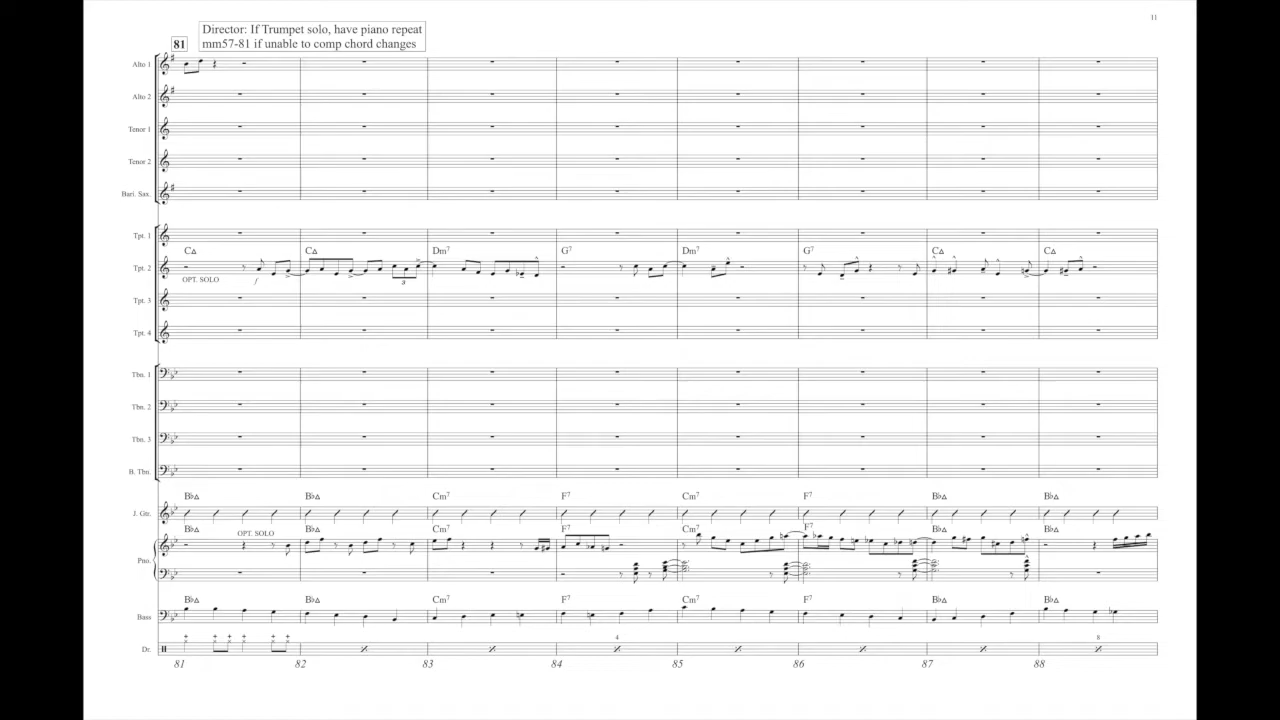 11
Director: If Trumpet solo, have piano repeat
81 mm57-81 if unable to comp chord changes
Alto 1
Alto 2
Tenor 1
Tenor 2
Bari. Sax.
Tpt. 1
C△ C△ Dm7 G7 Dm7 G7 C△ C△
Tpt. 2
OPT. SOLO f 3
Tpt. 3
Tpt. 4
Tbn. 1
Tbn. 2
Tbn. 3
B. Tbn.
B♭△ B♭△ Cm7 F7 Cm7 F7 B♭△ B♭△
J. Gtr.
B♭△ OPT. SOLO B♭△ Cm7 F7 Cm7 F7 B♭△ B♭△
Pno.
B♭△ B♭△ Cm7 F7 Cm7 F7 B♭△ B♭△
Bass
4 8
Dr.
81 82 83 84 85 86 87 88